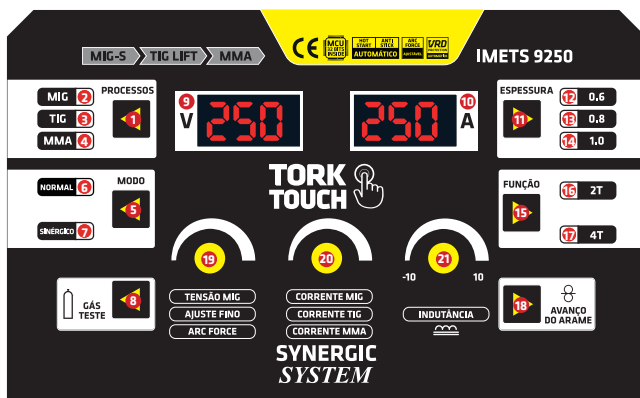 MIG-S TIG LIFT MMA
CE
MCU
32 BITS
INSIDE
HOT
START
ANTI
STICK
AUTOMÁTICO
ARC
FORCE
AJUSTÁVEL
VRD
IMETS 9250
PROCESSOS
MIG 2
TIG 3
MMA 4
1
9
V
250
250
10
A
ESPESSURA
11
12 0.6
13 0.8
14 1.0
TORK
TOUCH
MODO
NORMAL 6
SINÉRGICO 7
5
FUNÇÃO
15
16 2T
17 4T
19
20
21
-10 10
GÁS
TESTE
8
TENSÃO MIG
AJUSTE FINO
ARC FORCE
CORRENTE MIG
CORRENTE TIG
CORRENTE MMA
INDUTÂNCIA
18
AVANÇO
DO ARAME
SYNERGIC
SYSTEM